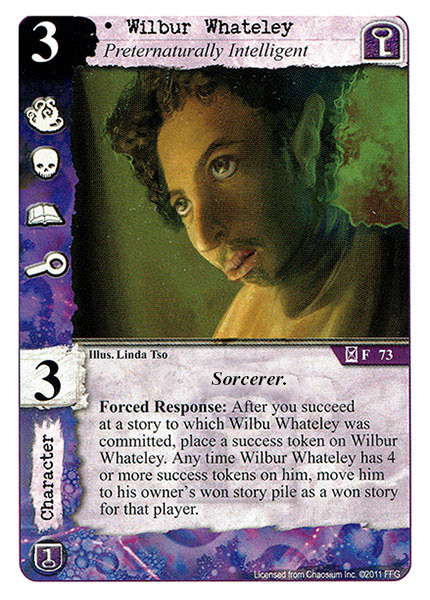 3
• Wilbur Whateley
Preternaturally Intelligent
Illus. Linda Tso
F 73
3
Character
Sorcerer.
Forced Response: After you succeed
at a story to which Wilbu Whateley was
committed, place a success token on Wilbur
Whateley. Any time Wilbur Whateley has 4
or more success tokens on him, move him
to his owner's won story pile as a won story
for that player.
1
Licensed from Chaosium Inc. ©2011 FFG